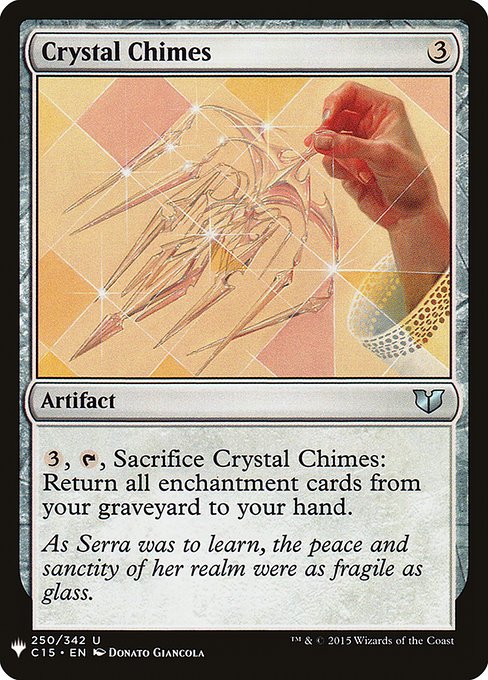 Crystal Chimes 3
Artifact
3, , Sacrifice Crystal Chimes:
Return all enchantment cards from
your graveyard to your hand.
As Serra was to learn, the peace and
sanctity of her realm were as fragile as
glass.
250/342 U
C15 • EN Donato Giancola
™ & © 2015 Wizards of the Coast